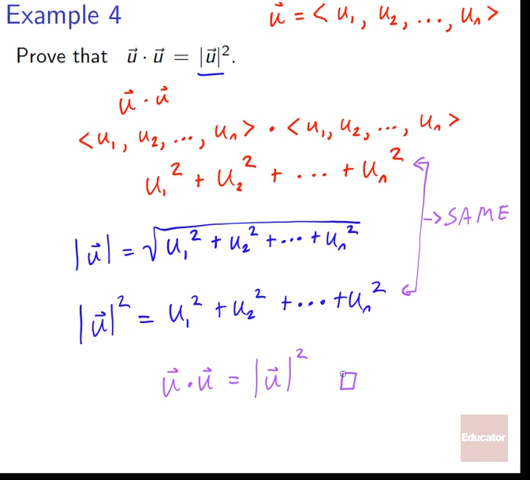 Example 4
u⃗ = < u₁, u₂, ..., uₙ >
Prove that u⃗ · u⃗ = |u⃗|².
u⃗ · u⃗
< u₁, u₂, ..., uₙ > · < u₁, u₂, ..., uₙ >
u₁² + u₂² + ... + uₙ²
→ SAME
|u⃗| = √(u₁² + u₂² + ... + uₙ²)
|u⃗|² = u₁² + u₂² + ... + uₙ²
u⃗ · u⃗ = |u⃗|² □
Educator